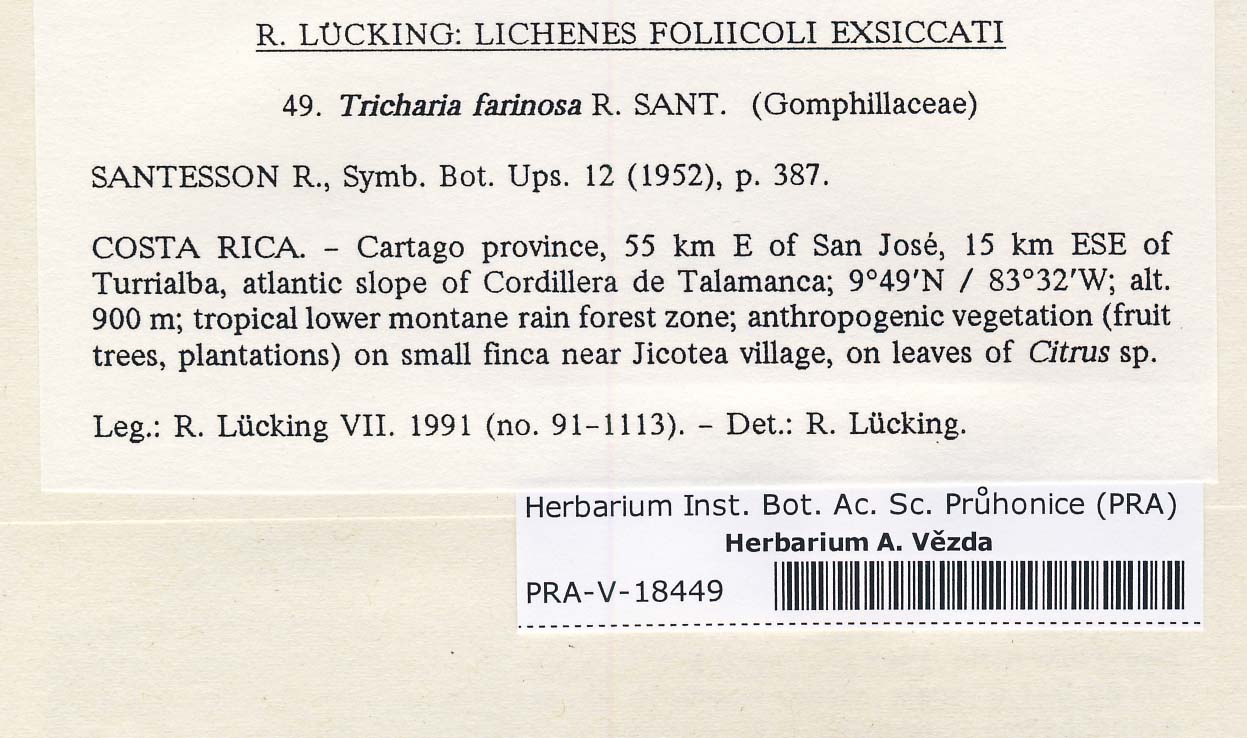 R. LÜCKING: LICHENES FOLIICOLI EXSICCATI
49. Tricharia farinosa R. SANT. (Gomphillaceae)
SANTESSON R., Symb. Bot. Ups. 12 (1952), p. 387.
COSTA RICA. – Cartago province, 55 km E of San José, 15 km ESE of
Turrialba, atlantic slope of Cordillera de Talamanca; 9°49'N / 83°32'W; alt.
900 m; tropical lower montane rain forest zone; anthropogenic vegetation (fruit
trees, plantations) on small finca near Jicotea village, on leaves of Citrus sp.
Leg.: R. Lücking VII. 1991 (no. 91-1113). – Det.: R. Lücking.
Herbarium Inst. Bot. Ac. Sc. Průhonice (PRA)
Herbarium A. Vězda
PRA-V-18449